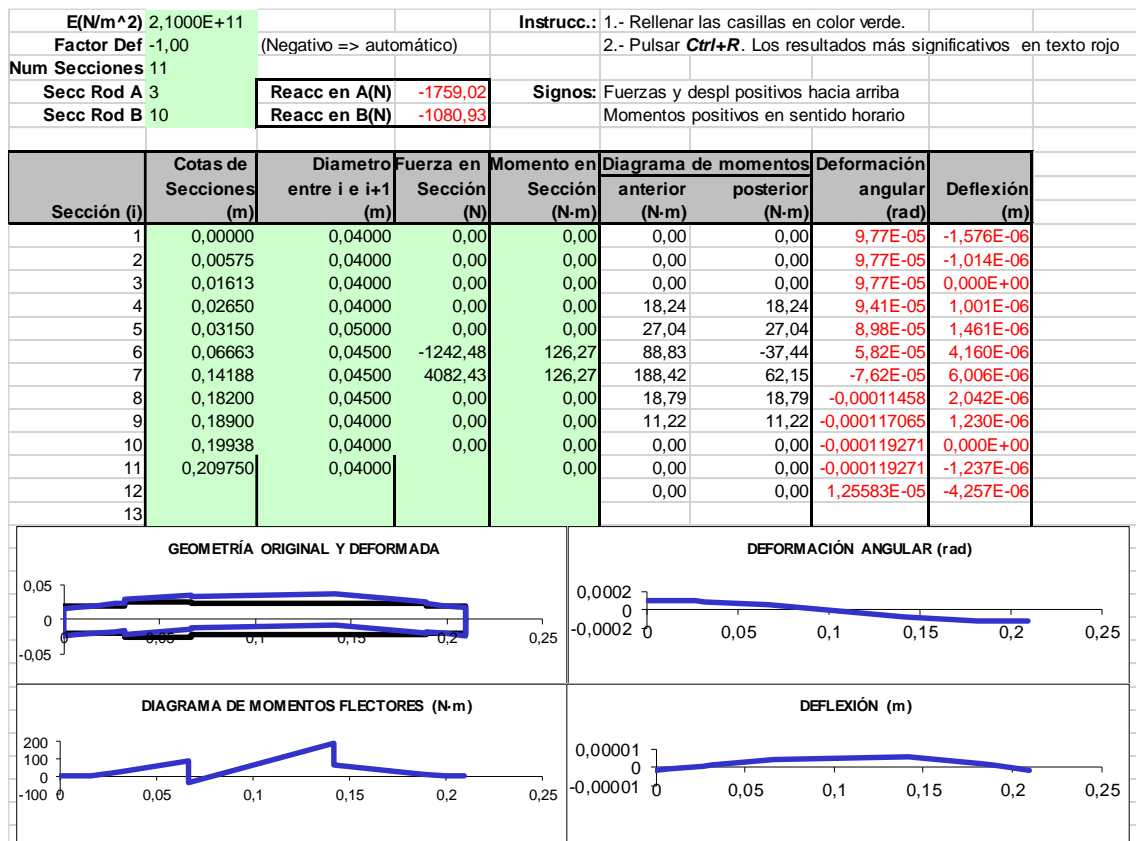 E(N/m^2) 2,1000E+11 Instrucc.: 1.- Rellenar las casillas en color verde.
Factor Def -1,00 (Negativo => automático) 2.- Pulsar Ctrl+R. Los resultados más significativos en texto rojo
Num Secciones 11
Secc Rod A 3 Reacc en A(N) -1759,02 Signos: Fuerzas y despl positivos hacia arriba
Secc Rod B 10 Reacc en B(N) -1080,93 Momentos positivos en sentido horario
Cotas de Diametro Fuerza en Momento en Diagrama de momentos Deformación
Secciones entre i e i+1 Sección Sección anterior posterior angular Deflexión
Sección (i) (m) (m) (N) (N·m) (N·m) (N·m) (rad) (m)
1 0,00000 0,04000 0,00 0,00 0,00 0,00 9,77E-05 -1,576E-06
2 0,00575 0,04000 0,00 0,00 0,00 0,00 9,77E-05 -1,014E-06
3 0,01613 0,04000 0,00 0,00 0,00 0,00 9,77E-05 0,000E+00
4 0,02650 0,04000 0,00 0,00 18,24 18,24 9,41E-05 1,001E-06
5 0,03150 0,05000 0,00 0,00 27,04 27,04 8,98E-05 1,461E-06
6 0,06663 0,04500 -1242,48 126,27 88,83 -37,44 5,82E-05 4,160E-06
7 0,14188 0,04500 4082,43 126,27 188,42 62,15 -7,62E-05 6,006E-06
8 0,18200 0,04500 0,00 0,00 18,79 18,79 -0,00011458 2,042E-06
9 0,18900 0,04000 0,00 0,00 11,22 11,22 -0,000117065 1,230E-06
10 0,19938 0,04000 0,00 0,00 0,00 0,00 -0,000119271 0,000E+00
11 0,209750 0,04000 0,00 0,00 0,00 -0,000119271 -1,237E-06
12 0,00 0,00 1,25583E-05 -4,257E-06
13
GEOMETRÍA ORIGINAL Y DEFORMADA
0,05
0
-0,05
0 0,05 0,1 0,15 0,2 0,25
DEFORMACIÓN ANGULAR (rad)
0,0002
0
-0,0002
0 0,05 0,1 0,15 0,2 0,25
DIAGRAMA DE MOMENTOS FLECTORES (N·m)
200
100
0
-100
0 0,05 0,1 0,15 0,2 0,25
DEFLEXIÓN (m)
0,00001
0
-0,00001
0 0,05 0,1 0,15 0,2 0,25